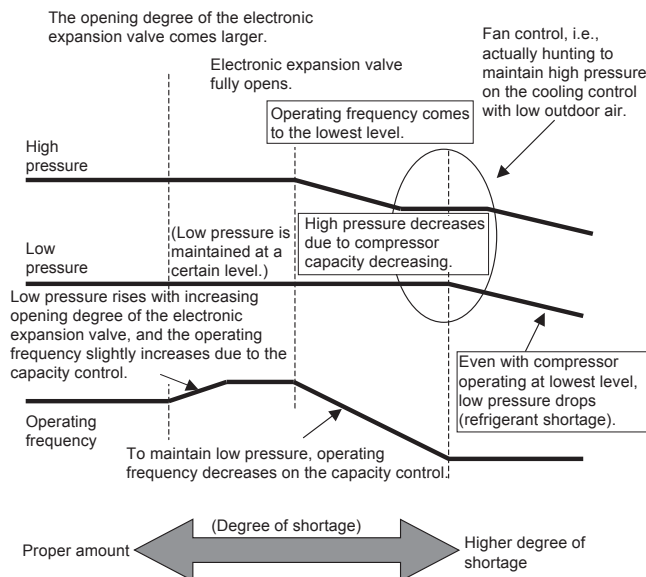 The opening degree of the electronic
expansion valve comes larger.
Electronic expansion valve
fully opens.
Fan control, i.e.,
actually hunting to
maintain high pressure
on the cooling control
with low outdoor air.
Operating frequency comes
to the lowest level.
High
pressure
(Low pressure is
maintained at a
certain level.)
High pressure decreases
due to compressor
capacity decreasing.
Low
pressure
Low pressure rises with increasing
opening degree of the electronic
expansion valve, and the operating
frequency slightly increases due to the
capacity control.
Even with compressor
operating at lowest level,
low pressure drops
(refrigerant shortage).
Operating
frequency
To maintain low pressure, operating
frequency decreases on the capacity control.
(Degree of shortage)
Proper amount
Higher degree of
shortage